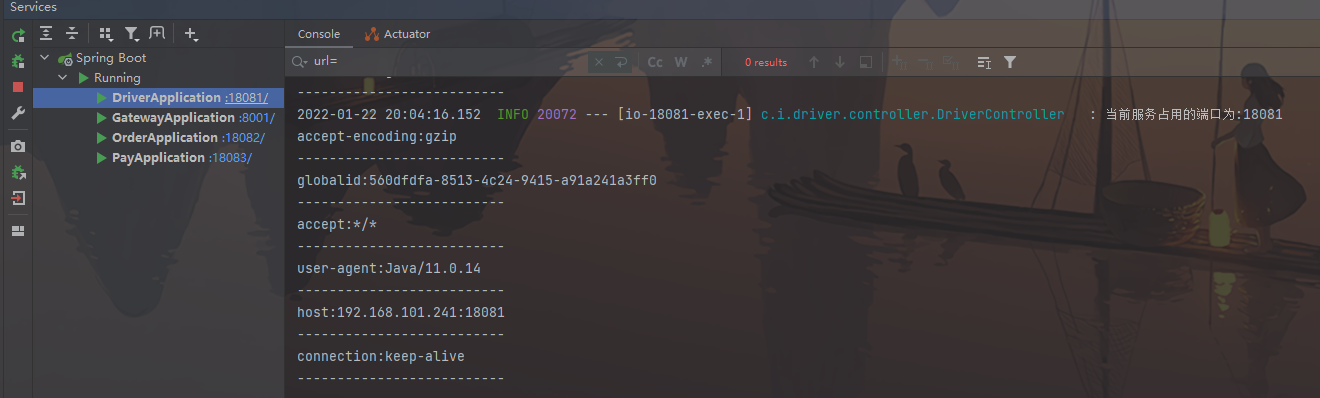 Services
Console
Actuator
Spring Boot
url=
Cc W .*
0 results
Running
DriverApplication :18081/
GatewayApplication :8001/
OrderApplication :18082/
PayApplication :18083/
--------------------------
2022-01-22 20:04:16.152 INFO 20072 --- [io-18081-exec-1] c.i.driver.controller.DriverController : 当前服务占用的端口为:18081
accept-encoding:gzip
--------------------------
globalid:560dfdfa-8513-4c24-9415-a91a241a3ff0
--------------------------
accept:*/*
--------------------------
user-agent:Java/11.0.14
--------------------------
host:192.168.101.241:18081
--------------------------
connection:keep-alive
--------------------------